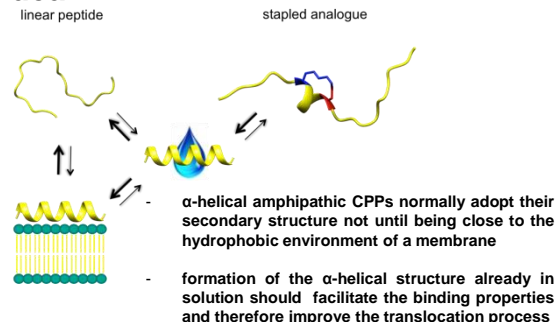 linear peptide
stapled analogue
- α-helical amphipathic CPPs normally adopt their
secondary structure not until being close to the
hydrophobic environment of a membrane
- formation of the α-helical structure already in
solution should facilitate the binding properties
and therefore improve the translocation process